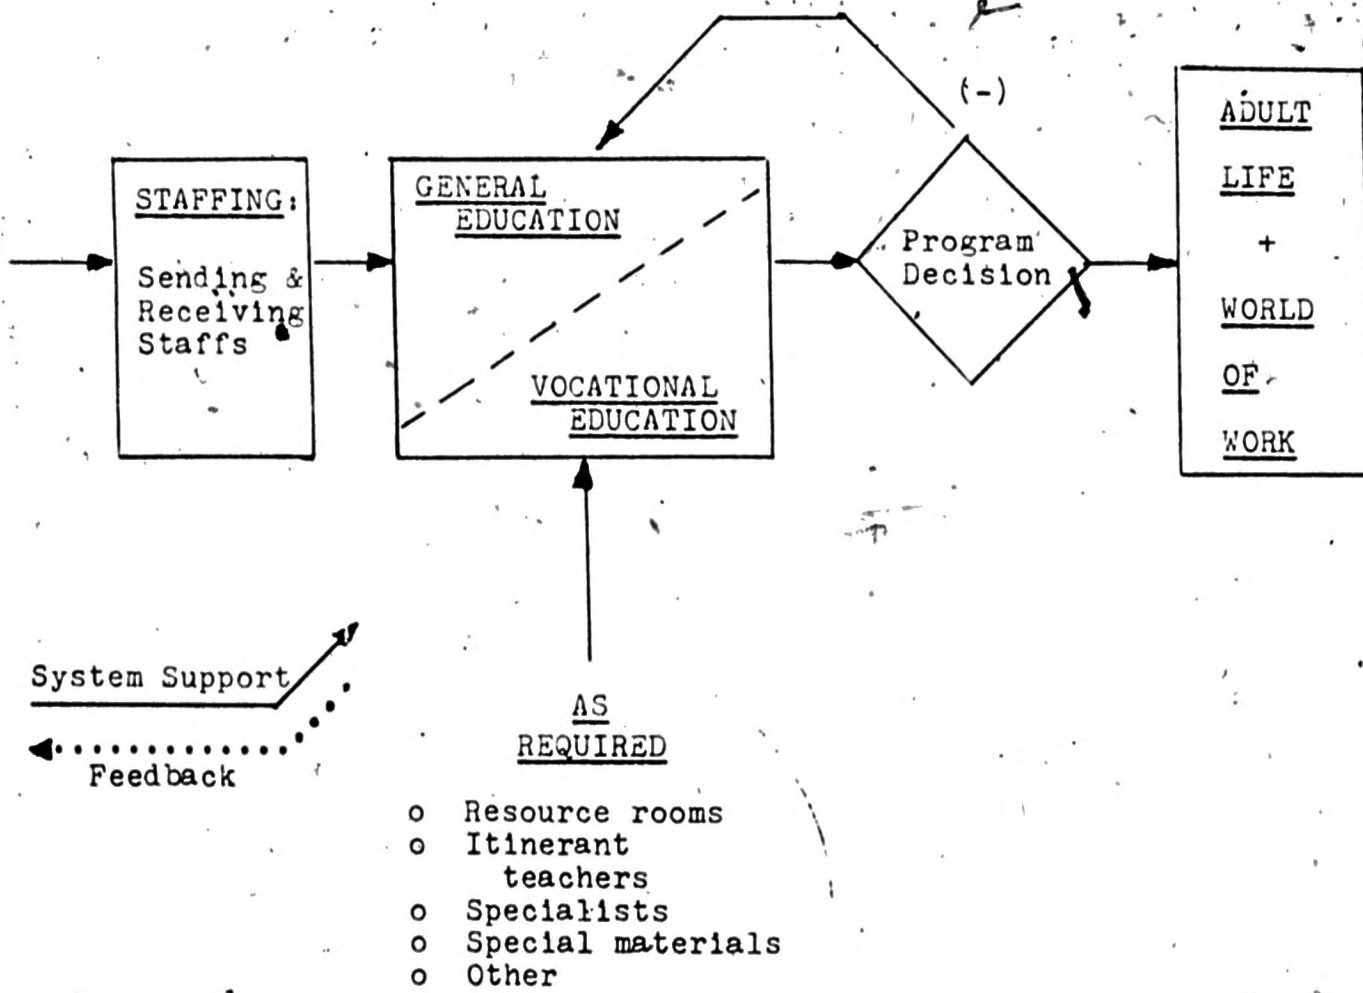 (-)
STAFFING:
Sending &
Receiving
Staffs
GENERAL
EDUCATION
VOCATIONAL
EDUCATION
Program
Decision
ADULT
LIFE
+
WORLD
OF
WORK
System Support
Feedback
AS
REQUIRED
o Resource rooms
o Itinerant
teachers
o Specialists
o Special materials
o Other